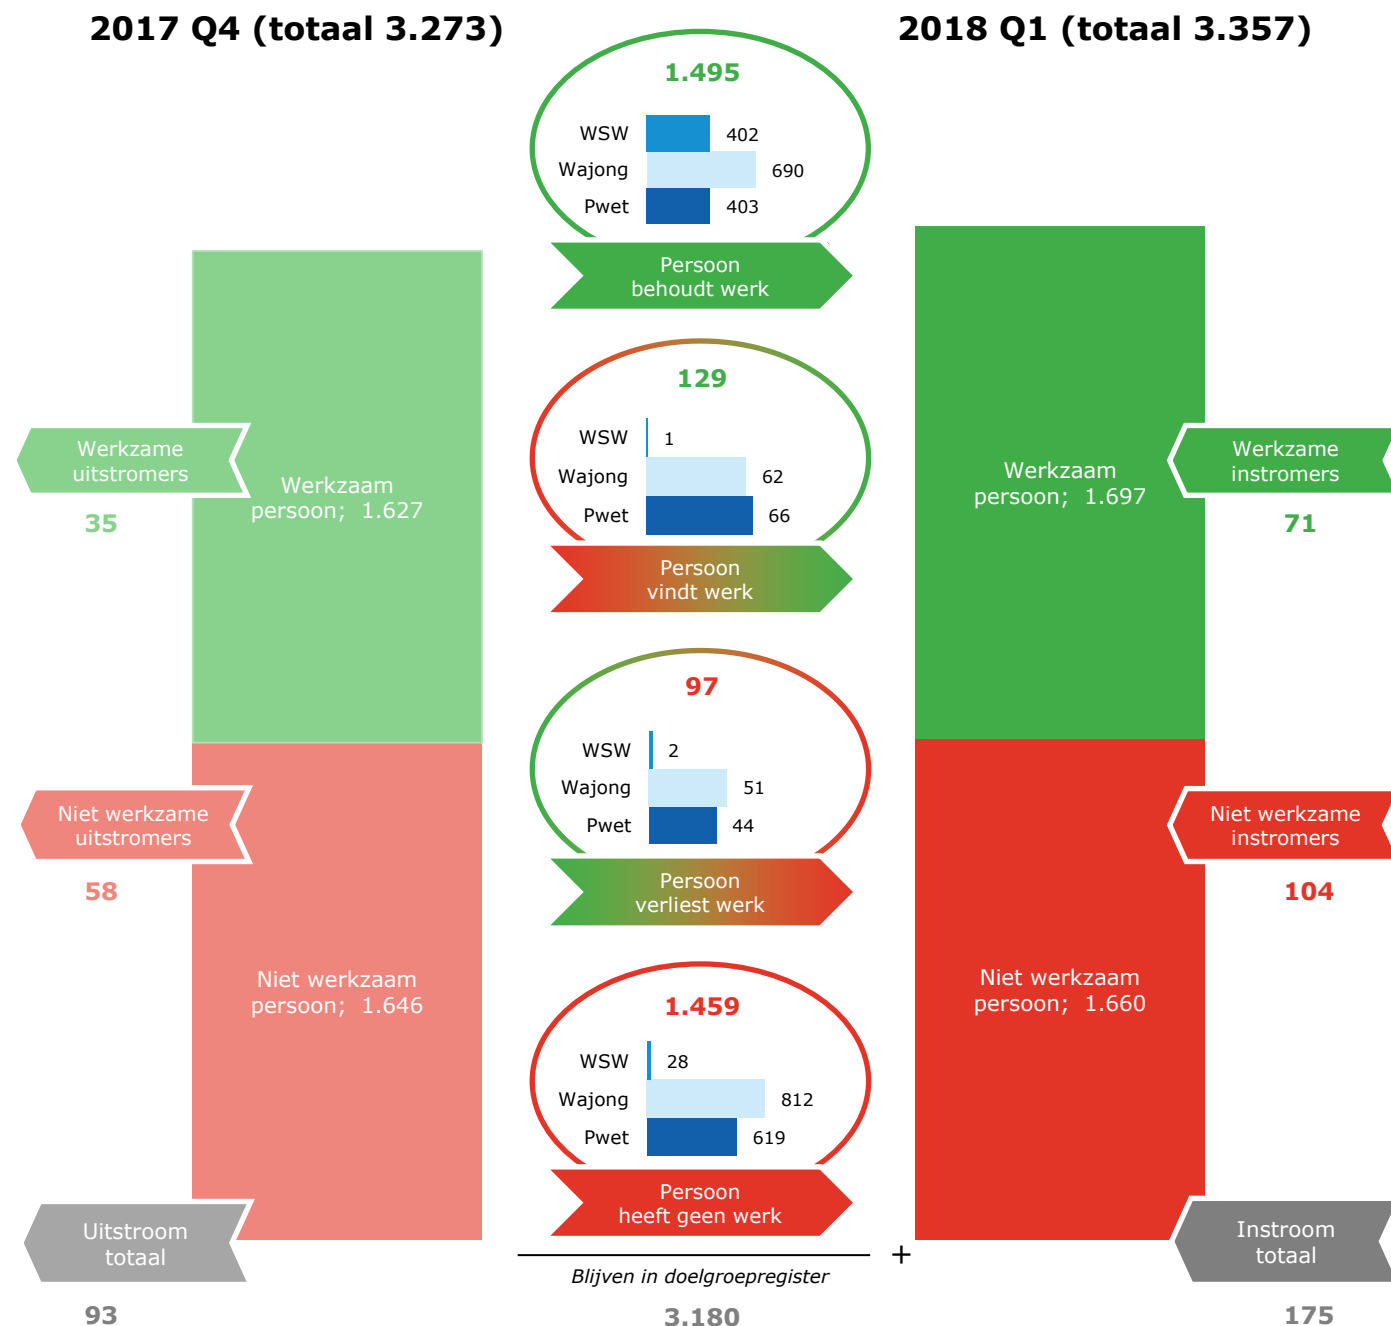 2017 Q4 (totaal 3.273)
2018 Q1 (totaal 3.357)
1.495
WSW 402
Wajong 690
Pwet 403
Persoon
behoudt werk
129
WSW 1
Wajong 62
Pwet 66
Persoon
vindt werk
97
WSW 2
Wajong 51
Pwet 44
Persoon
verliest werk
1.459
WSW 28
Wajong 812
Pwet 619
Persoon
heeft geen werk
Blijven in doelgroepregister
3.180
+
Werkzame
uitstromers
35
Werkzaam
persoon; 1.627
Niet werkzame
uitstromers
58
Niet werkzaam
persoon; 1.646
Uitstroom
totaal
93
Werkzaam
persoon; 1.697
Werkzame
instromers
71
Niet werkzame
instromers
104
Niet werkzaam
persoon; 1.660
Instroom
totaal
175